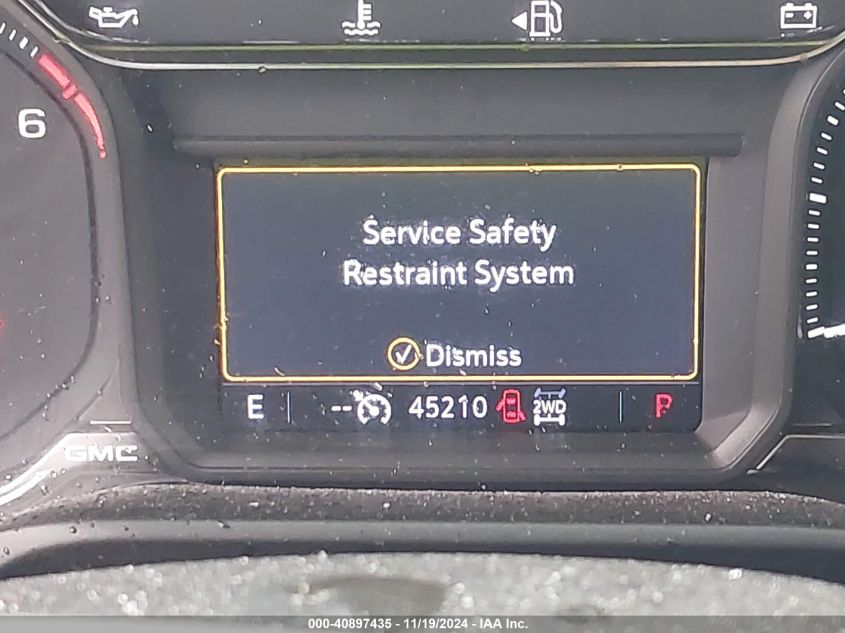 6
Service Safety
Restraint System
Dismiss
E -- 45210 2WD P
GMC
000-40897435 - 11/19/2024 - IAA Inc.